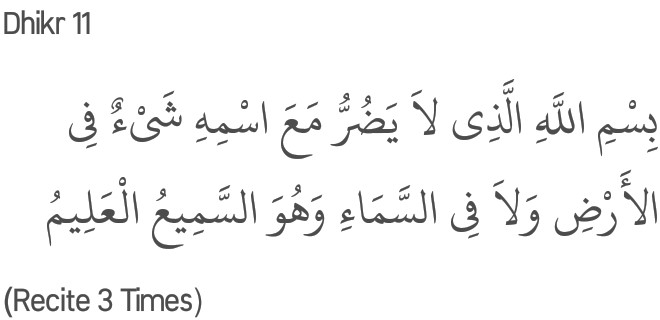 Dhikr 11
بِسْمِ اللَّهِ الَّذِى لاَ يَضُرُّ مَعَ اسْمِهِ شَىْءٌ فِى
الأَرْضِ وَلاَ فِى السَّمَاءِ وَهُوَ السَّمِيعُ الْعَلِيمُ
(Recite 3 Times)